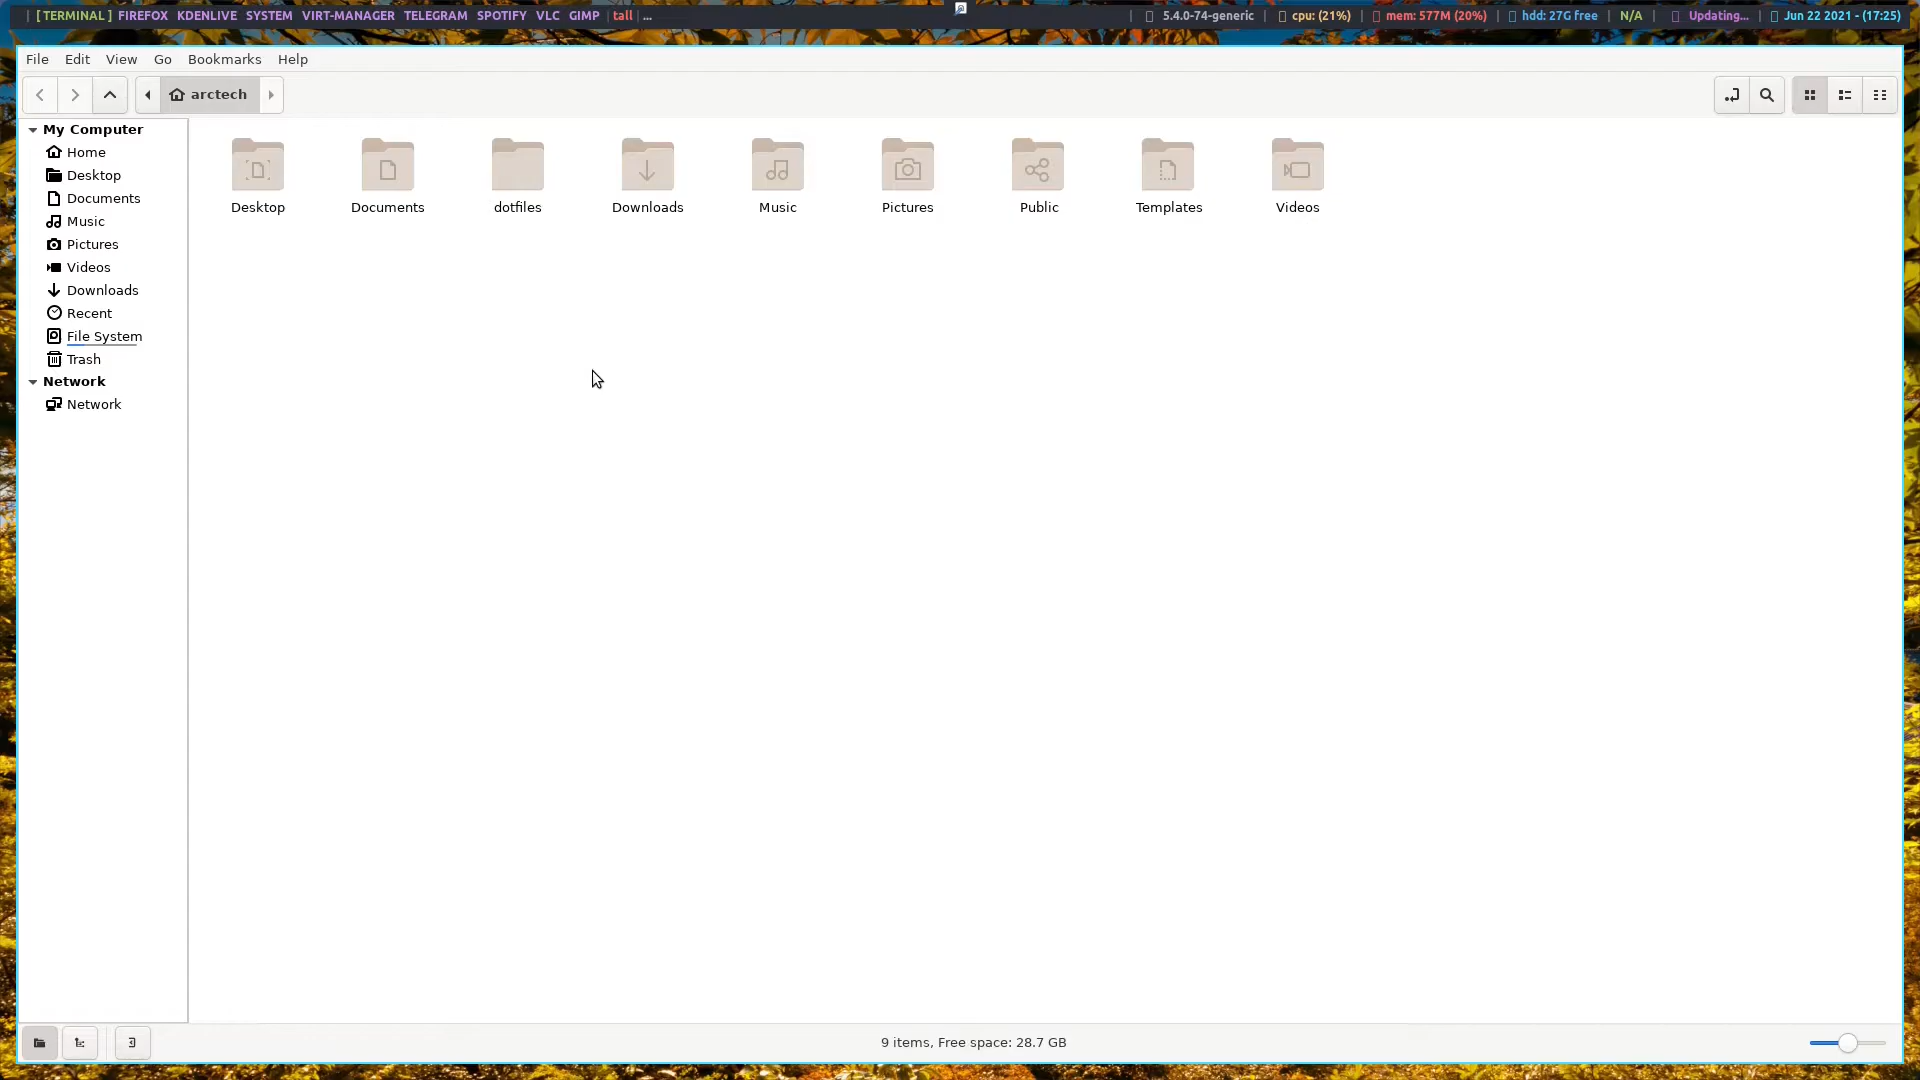 | [ TERMINAL ] FIREFOX KDENLIVE SYSTEM VIRT-MANAGER TELEGRAM SPOTIFY VLC GIMP | tall | ...
| 5.4.0-74-generic | cpu: (21%) | mem: 577M (20%) | hdd: 27G free | N/A | Updating... | Jun 22 2021 - (17:25)
File Edit View Go Bookmarks Help
arctech
My Computer
Home
Desktop
Documents
Music
Pictures
Videos
Downloads
Recent
File System
Trash
Network
Network
Desktop Documents dotfiles Downloads Music Pictures Public Templates Videos
9 items, Free space: 28.7 GB